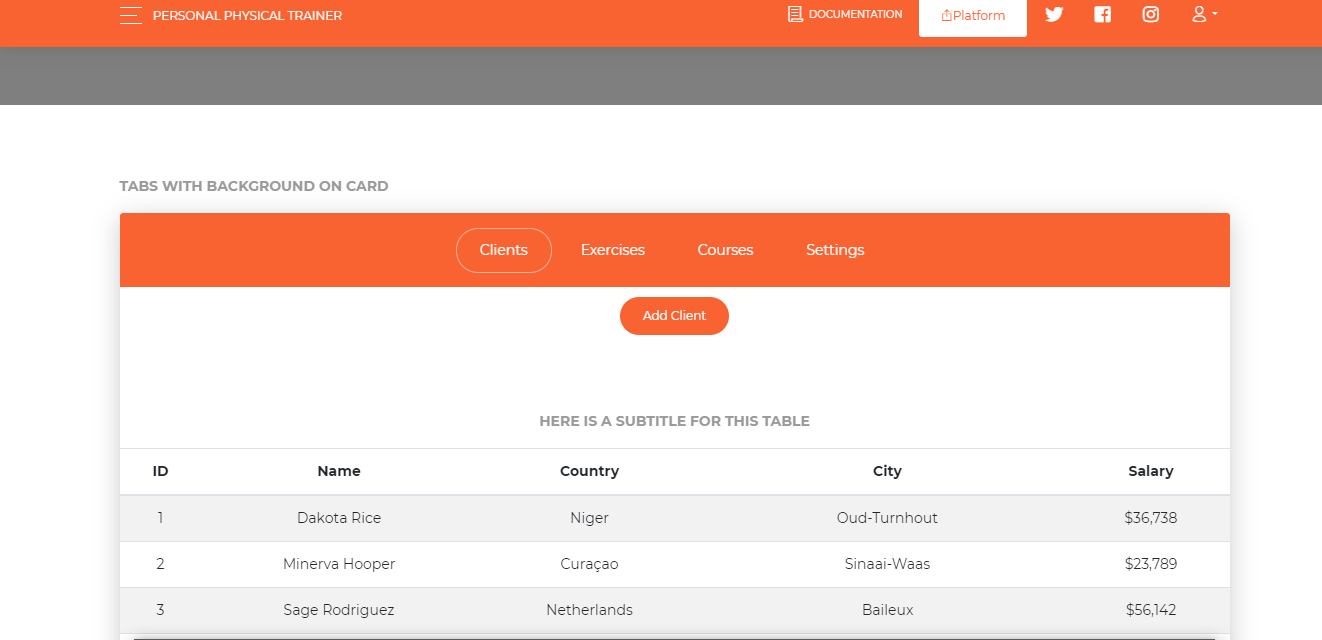 PERSONAL PHYSICAL TRAINER
DOCUMENTATION
Platform
TABS WITH BACKGROUND ON CARD
Clients Exercises Courses Settings
Add Client
HERE IS A SUBTITLE FOR THIS TABLE
ID Name Country City Salary
1 Dakota Rice Niger Oud-Turnhout $36,738
2 Minerva Hooper Curaçao Sinaai-Waas $23,789
3 Sage Rodriguez Netherlands Baileux $56,142